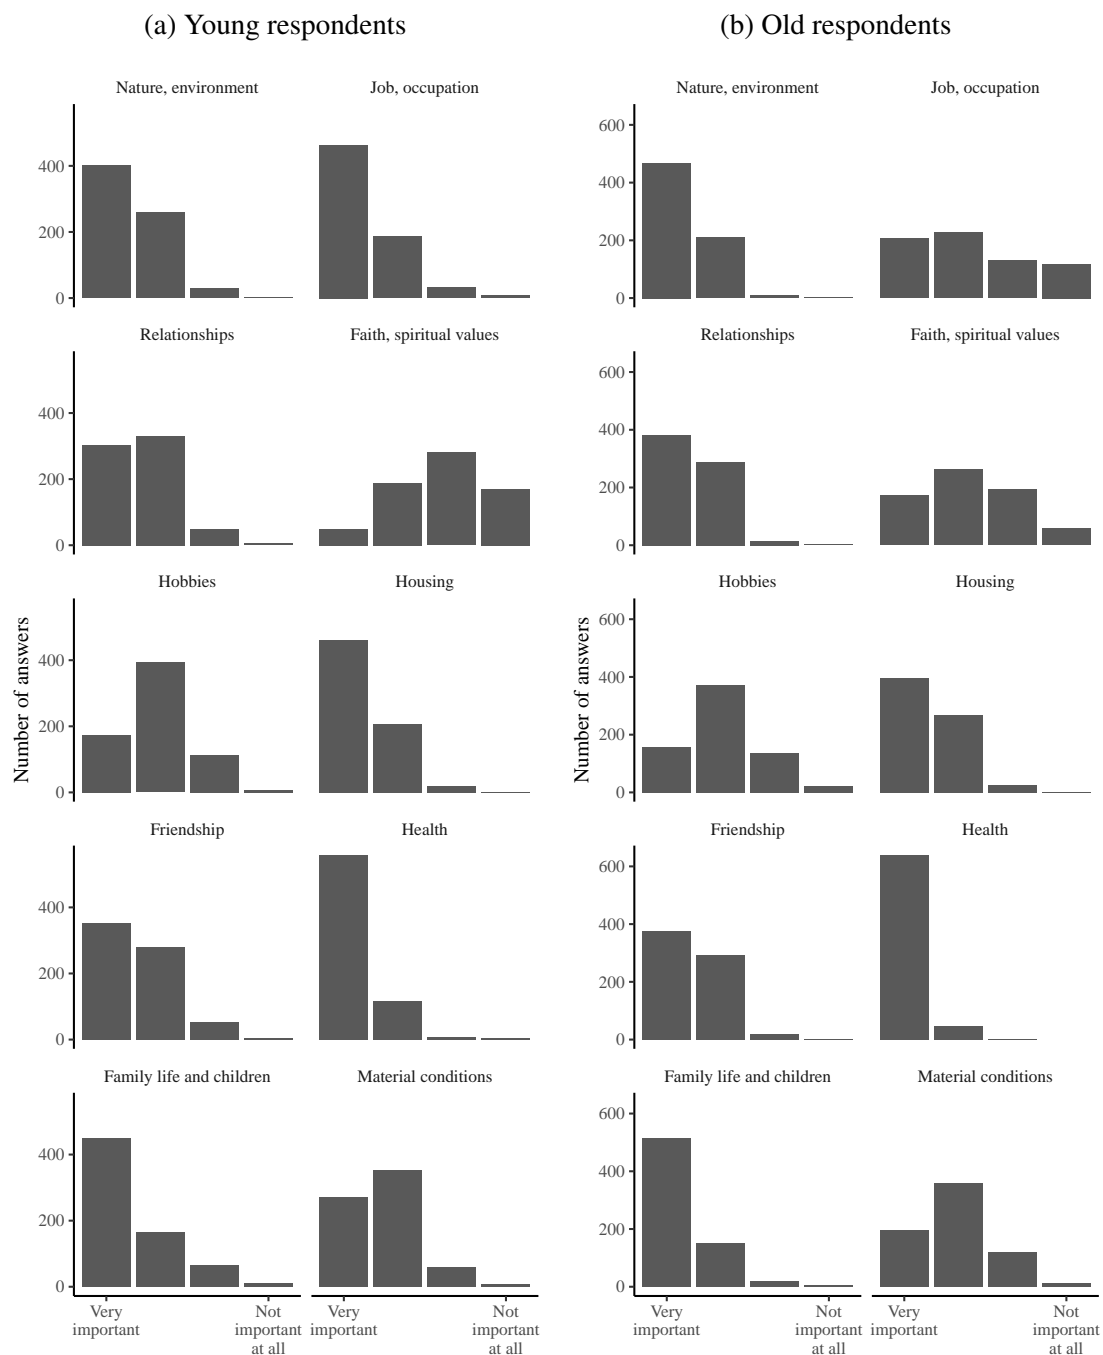 (a) Young respondents
Nature, environment
Job, occupation
400
200
0
Relationships
Faith, spiritual values
400
200
0
Hobbies
Housing
400
200
0
Friendship
Health
400
200
0
Family life and children
Material conditions
400
200
0
Number of answers
Very
important
Not
important
at all
Very
important
Not
important
at all
(b) Old respondents
Nature, environment
Job, occupation
600
400
200
0
Relationships
Faith, spiritual values
600
400
200
0
Hobbies
Housing
600
400
200
0
Friendship
Health
600
400
200
0
Family life and children
Material conditions
600
400
200
0
Number of answers
Very
important
Not
important
at all
Very
important
Not
important
at all